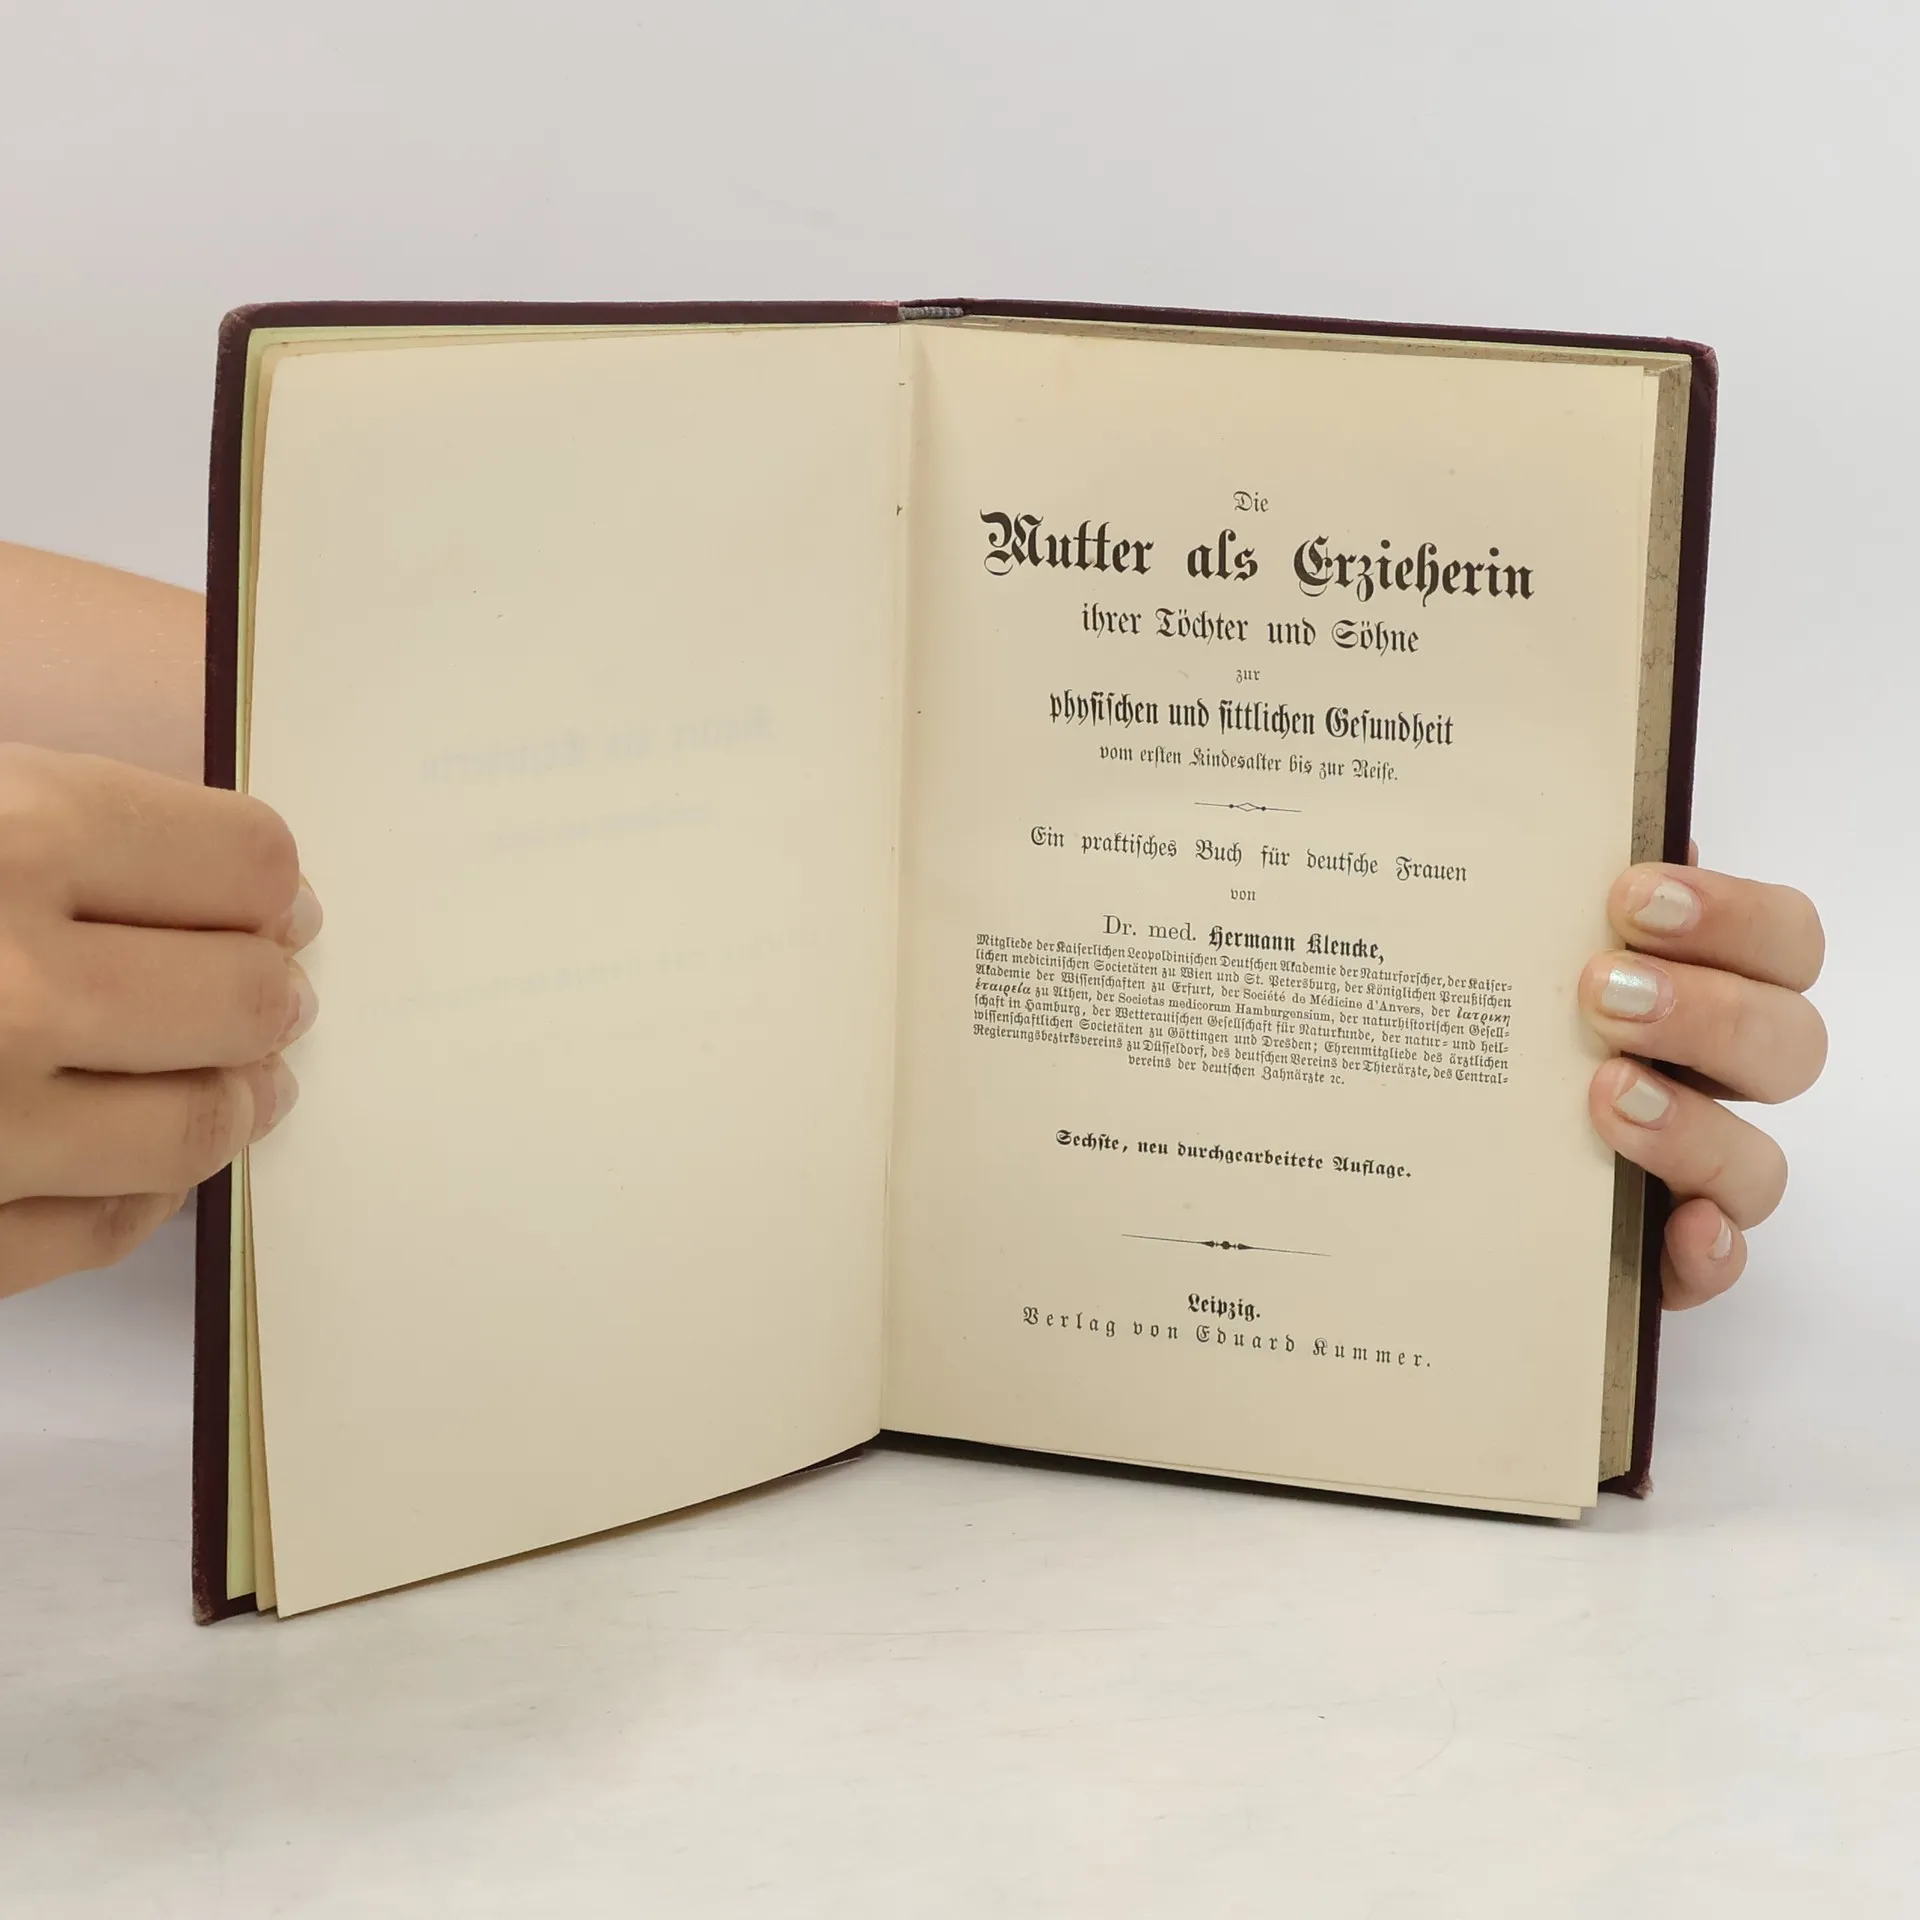 Die
Mutter als Erzieherin
ihrer Töchter und Söhne
zur
physischen und sittlichen Gesundheit
vom ersten Kindesalter bis zur Reife.
Ein praktisches Buch für deutsche Frauen
von
Dr. med. Hermann Klencke,
Mitgliede der Kaiserlichen Leopoldinischen Deutschen Akademie der Naturforscher, der Kaiser-
lichen medicinischen Societäten zu Wien und St. Petersburg, der Königlichen Preußischen
Akademie der Wissenschaften zu Erfurt, der Société de Médicine d'Anvers, der ἰατρικη
ἑταιρεία zu Athen, der Societas medicorum Hamburgensium, der naturhistorischen Gesell-
schaft in Hamburg, der Wetterauischen Gesellschaft für Naturkunde, der natur- und heil-
wissenschaftlichen Societäten zu Göttingen und Dresden; Ehrenmitgliede des ärztlichen
Regierungsbezirksvereins zu Düsseldorf, des deutschen Vereins der Thierärzte, des Central-
vereins der deutschen Zahnärzte ꝛc.
Sechste, neu durchgearbeitete Auflage.
Leipzig.
Verlag von Eduard Kummer.